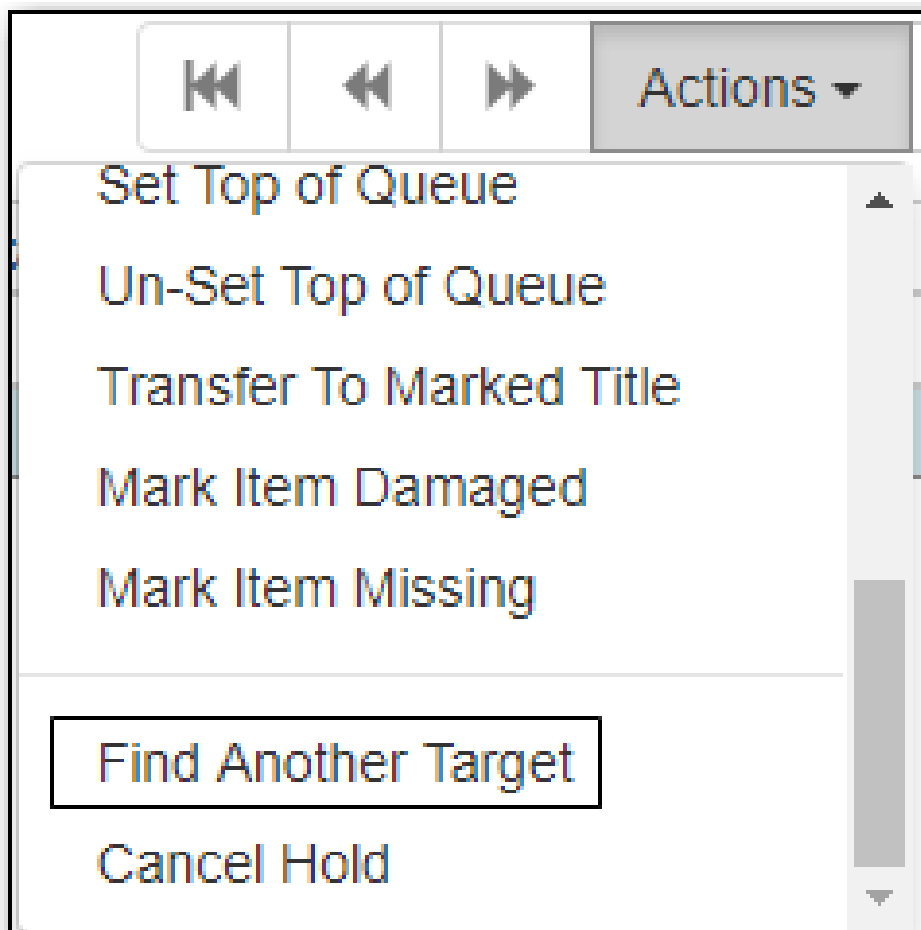 Actions
Set Top of Queue
Un-Set Top of Queue
Transfer To Marked Title
Mark Item Damaged
Mark Item Missing
Find Another Target
Cancel Hold